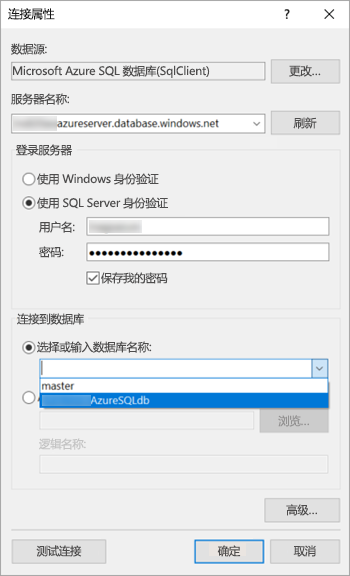 连接属性
?
数据源:
Microsoft Azure SQL 数据库(SqlClient)
更改...
服务器名称:
azureserver.database.windows.net
刷新
登录服务器
使用 Windows 身份验证
使用 SQL Server 身份验证
用户名:
密码: ●●●●●●●●●●●●●●●
保存我的密码
连接到数据库
选择或输入数据库名称:
master
AzureSQLdb
浏览...
逻辑名称:
高级...
测试连接
确定
取消